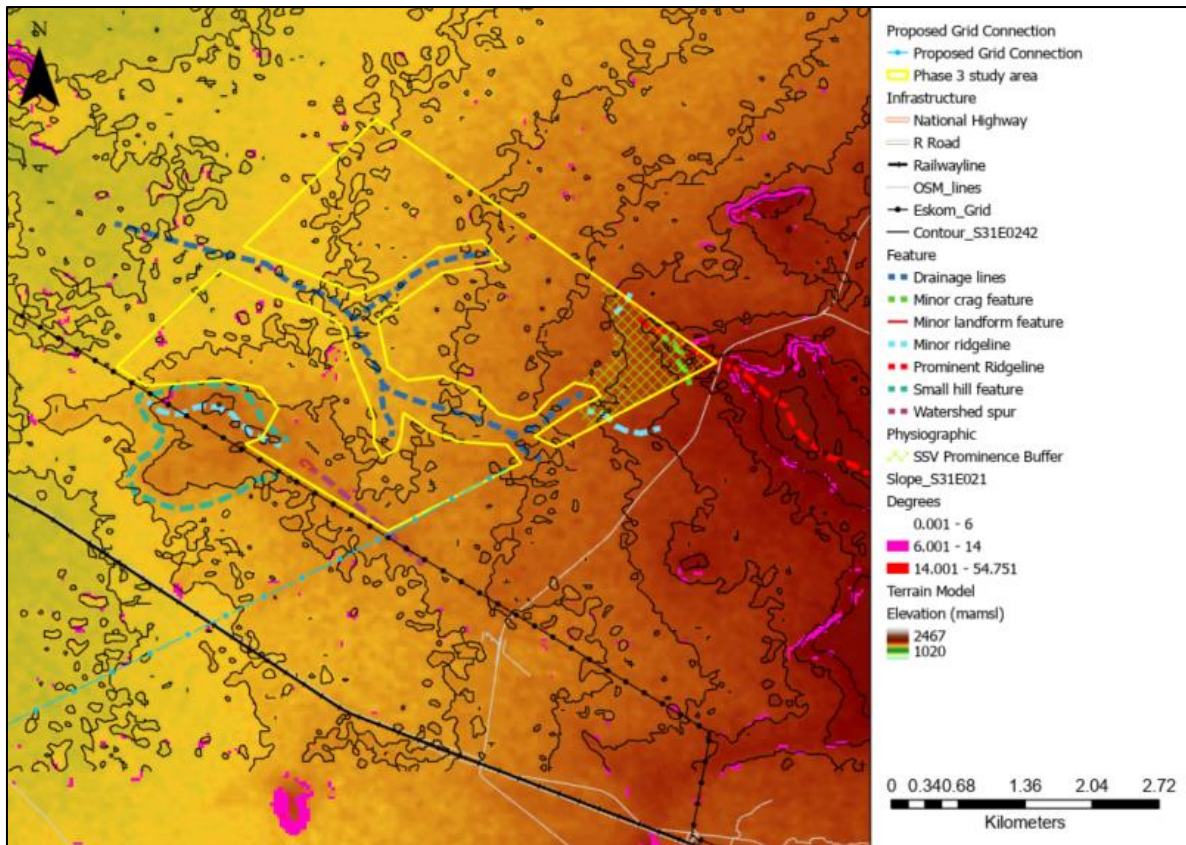 N
Proposed Grid Connection
Proposed Grid Connection
Phase 3 study area
Infrastructure
National Highway
R Road
Railwayline
OSM_lines
Eskom_Grid
Contour_S31E0242
Feature
Drainage lines
Minor crag feature
Minor landform feature
Minor ridgeline
Prominent Ridgeline
Small hill feature
Watershed spur
Physiographic
SSV Prominence Buffer
Slope_S31E021
Degrees
0.001 - 6
6.001 - 14
14.001 - 54.751
Terrain Model
Elevation (mamsl)
2467
1020
0 0.340.68 1.36 2.04 2.72
Kilometers